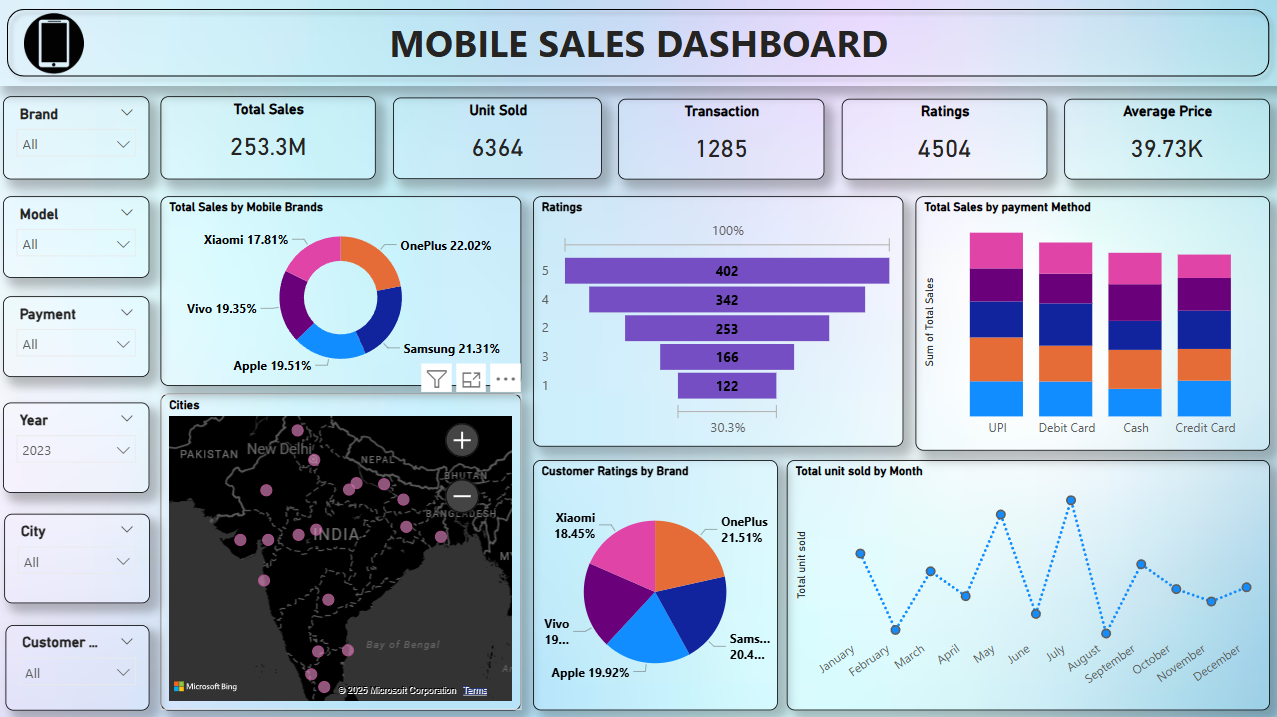 MOBILE SALES DASHBOARD
Brand
All
Total Sales
253.3M
Unit Sold
6364
Transaction
1285
Ratings
4504
Average Price
39.73K
Model
All
Payment
All
Year
2023
City
All
Customer ...
All
Total Sales by Mobile Brands
Xiaomi 17.81%
OnePlus 22.02%
Vivo 19.35%
Samsung 21.31%
Apple 19.51%
Ratings
100%
5 402
4 342
2 253
3 166
1 122
30.3%
Total Sales by payment Method
Sum of Total Sales
UPI Debit Card Cash Credit Card
Cities
PAKISTAN
New Delhi
NEPAL
BHUTAN
BANGLADESH
INDIA
MY
Bay of Bengal
An
Microsoft Bing
© 2025 Microsoft Corporation Terms
Customer Ratings by Brand
Xiaomi
18.45%
OnePlus
21.51%
Vivo
19...
Sams...
20.4...
Apple 19.92%
Total unit sold by Month
Total unit sold
January February March April May June July August September October November December